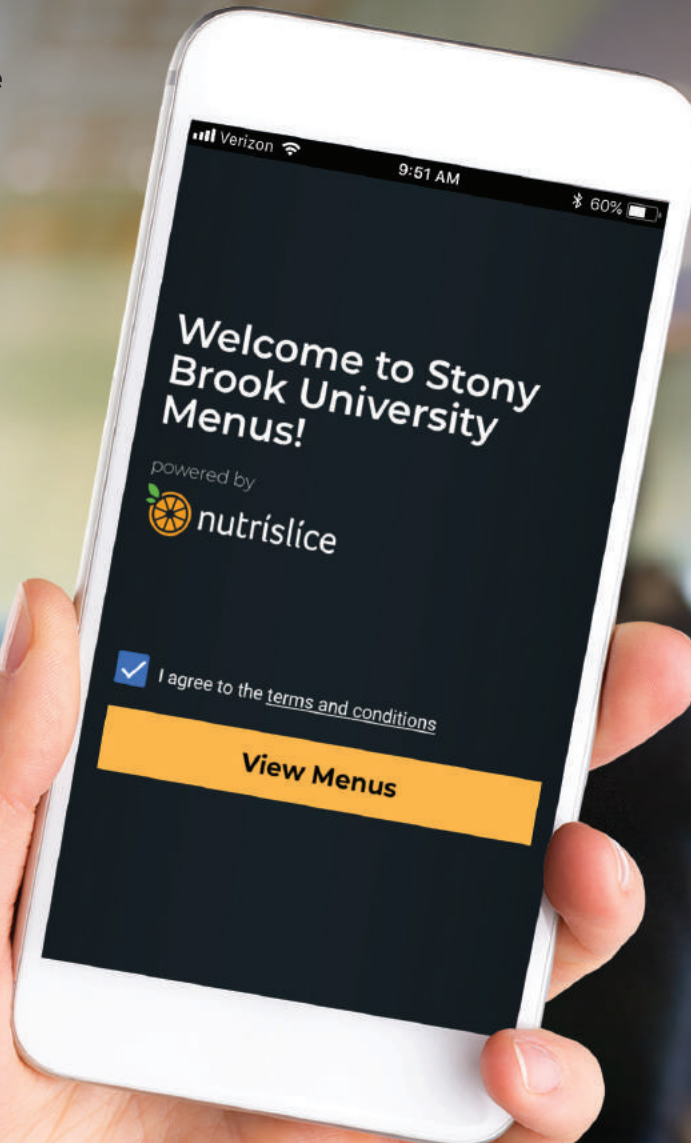 e
Verizon
9:51 AM
60%
Welcome to Stony
Brook University
Menus!
powered by
nutríslíce
I agree to the terms and conditions
View Menus